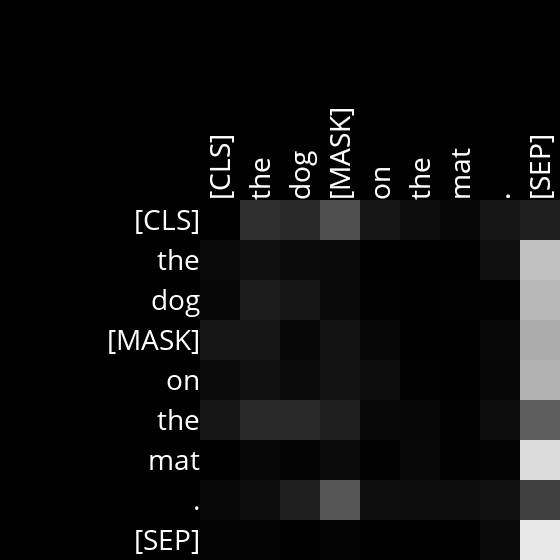 [CLS] the dog [MASK] on the mat . [SEP]
[CLS]
the
dog
[MASK]
on
the
mat
.
[SEP]